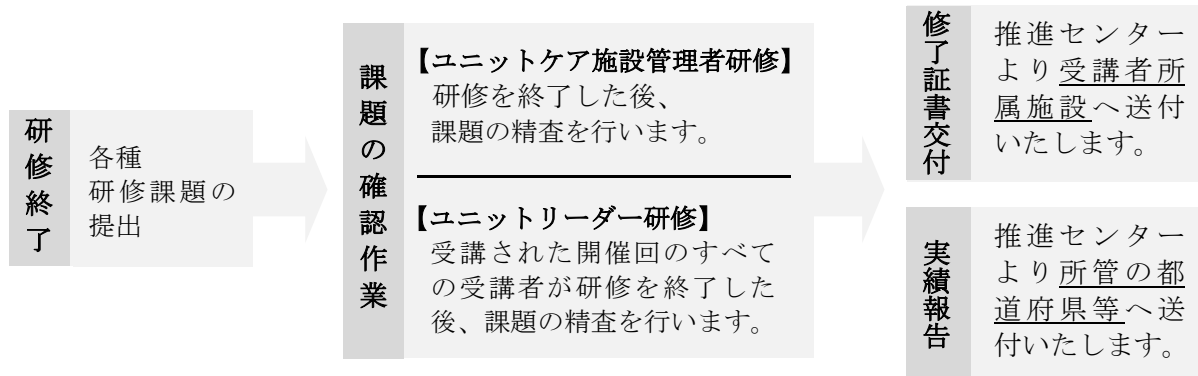 研修終了
各種
研修課題の
提出
課題の確認作業
【ユニットケア施設管理者研修】
研修を終了した後、
課題の精査を行います。
【ユニットリーダー研修】
受講された開催回のすべて
の受講者が研修を終了した
後、課題の精査を行います。
修了証書交付
推進センター
より受講者所
属施設へ送付
いたします。
実績報告
推進センター
より所管の都
道府県等へ送
付いたします。